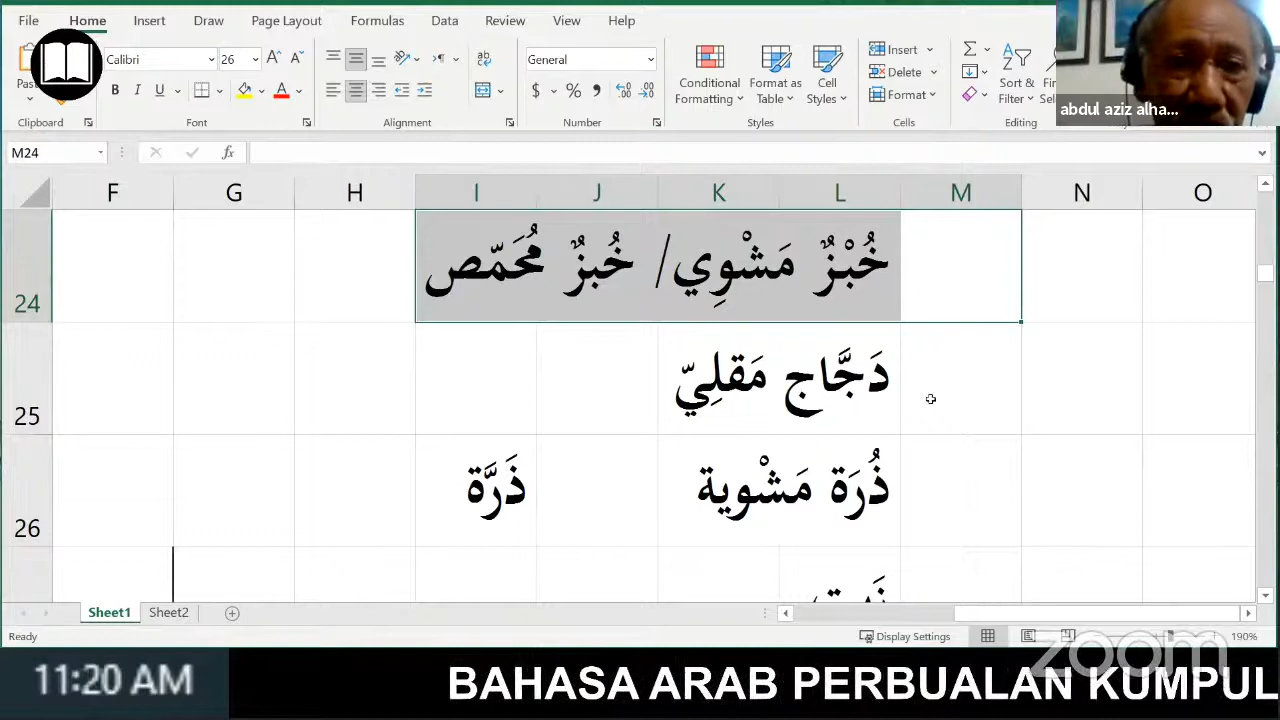 File Home Insert Draw Page Layout Formulas Data Review View Help
Calibri 26 General Conditional Formatting Format as Table Cell Styles Insert Delete Format Sort & Filter
Clipboard Font Alignment Number Styles Cells Editing
abdul aziz alha...
M24 fx
F G H I J K L M N O
24 خُبْزٌ مَشْوِي/ خُبزٌ مُحَمّص
25 دَجَّاج مَقلِيّ
26 ذُرَة مَشْوية ذَرَّة
Sheet1 Sheet2
Ready Display Settings 190%
zoom
11:20 AM BAHASA ARAB PERBUALAN KUMPUL